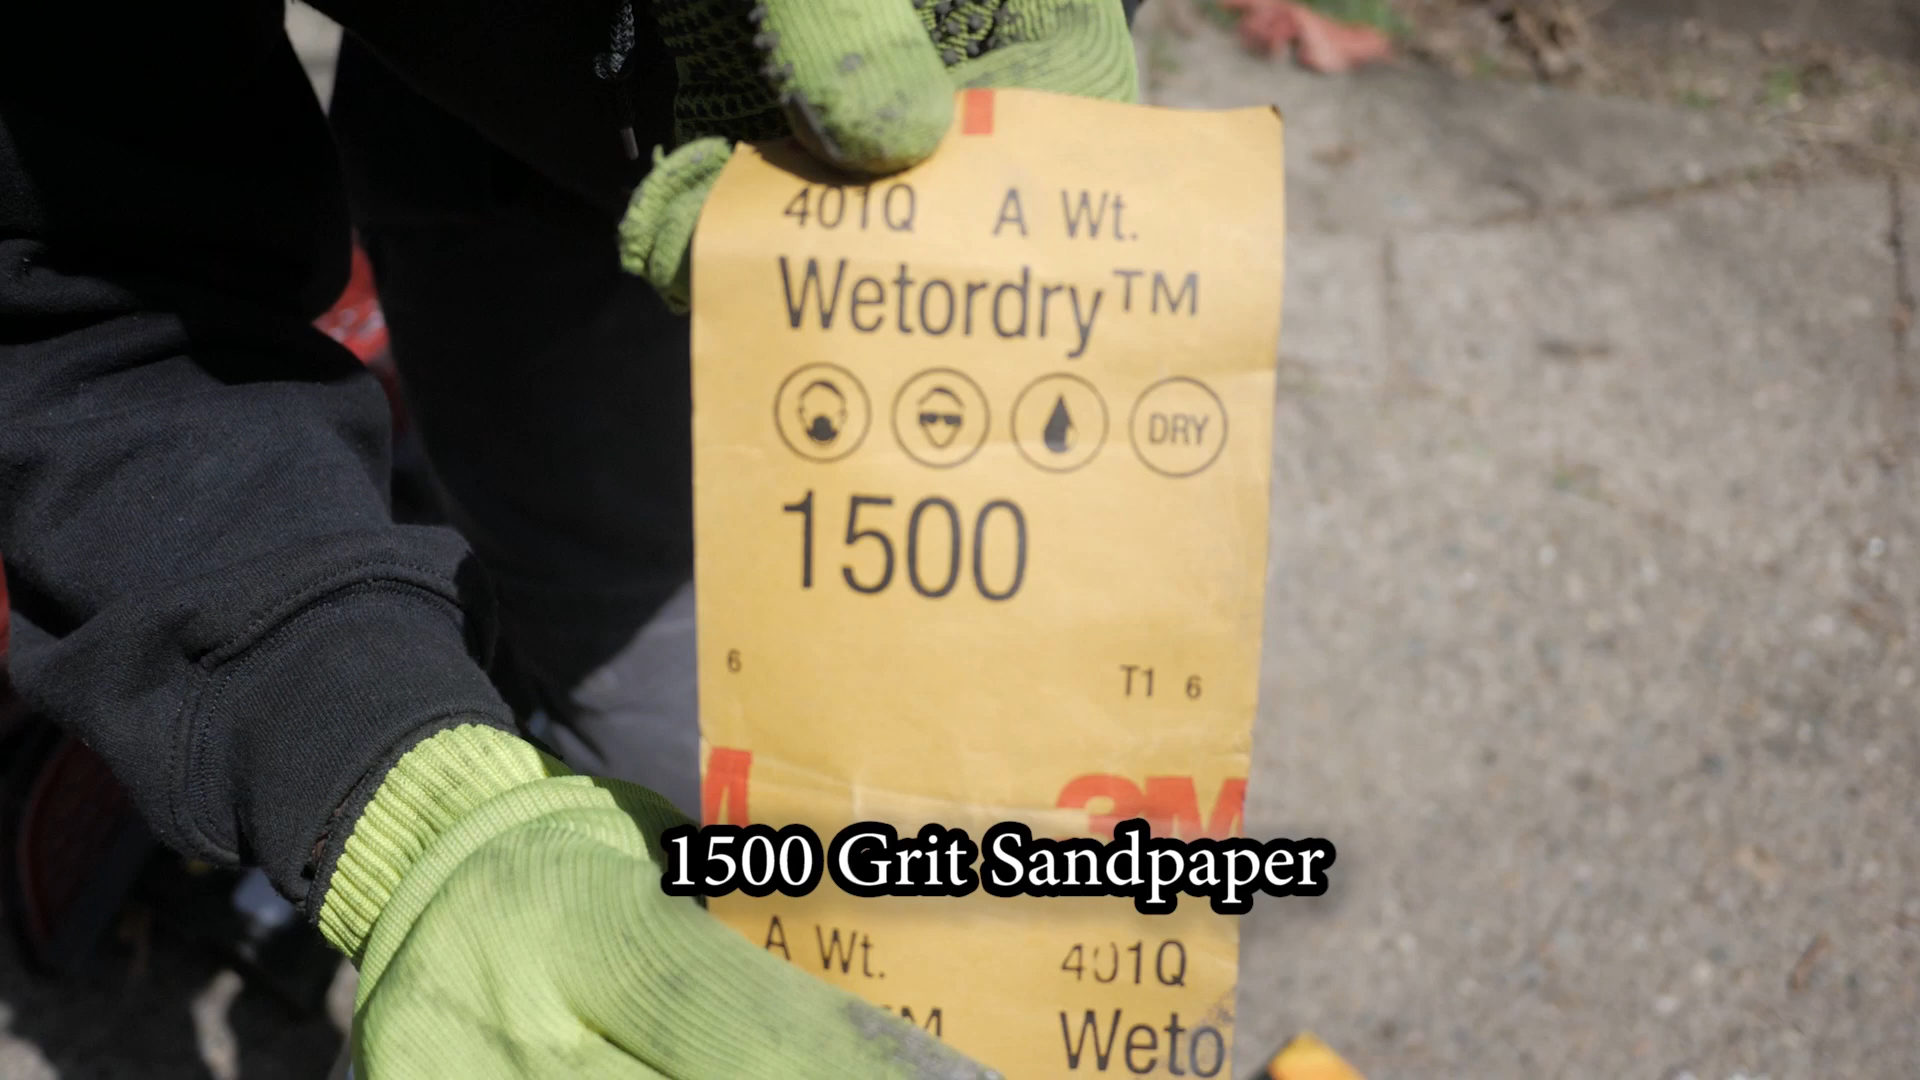 401Q A Wt.
Wetordry™
DRY
1500
6 T1 6
M 3M
1500 Grit Sandpaper
A Wt. 401Q
M Weto